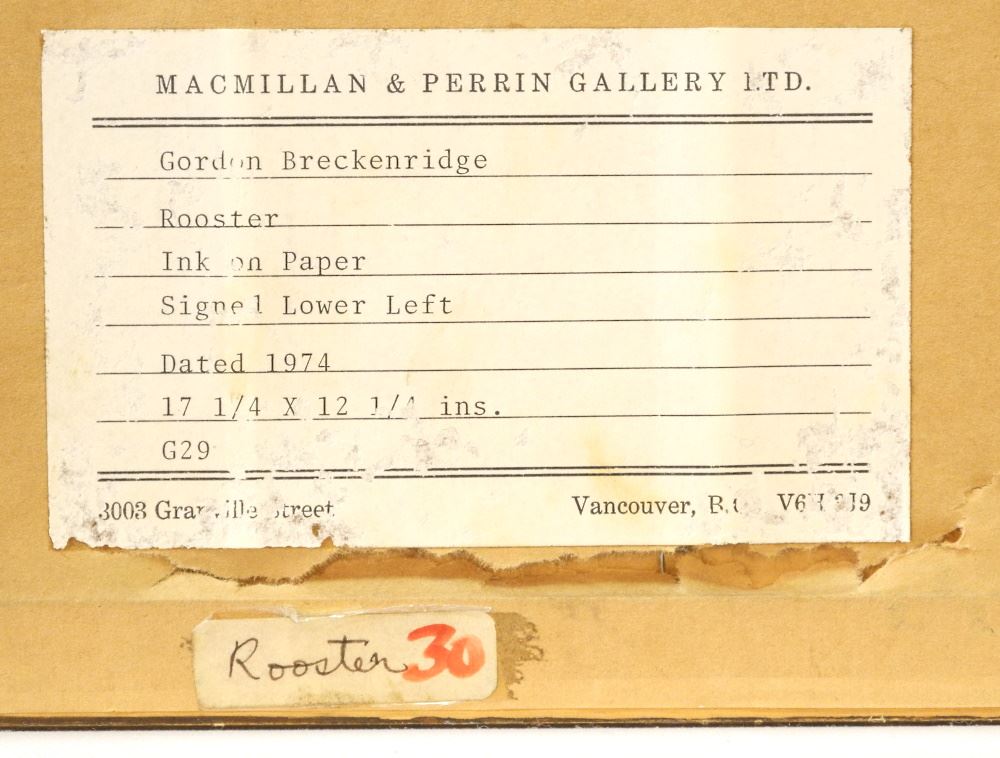 MACMILLAN & PERRIN GALLERY LTD.
Gordon Breckenridge
Rooster
Ink on Paper
Signed Lower Left
Dated 1974
17 1/4 X 12 1/4 ins.
G29
3003 Granville Street Vancouver, B.C.
Rooster 30